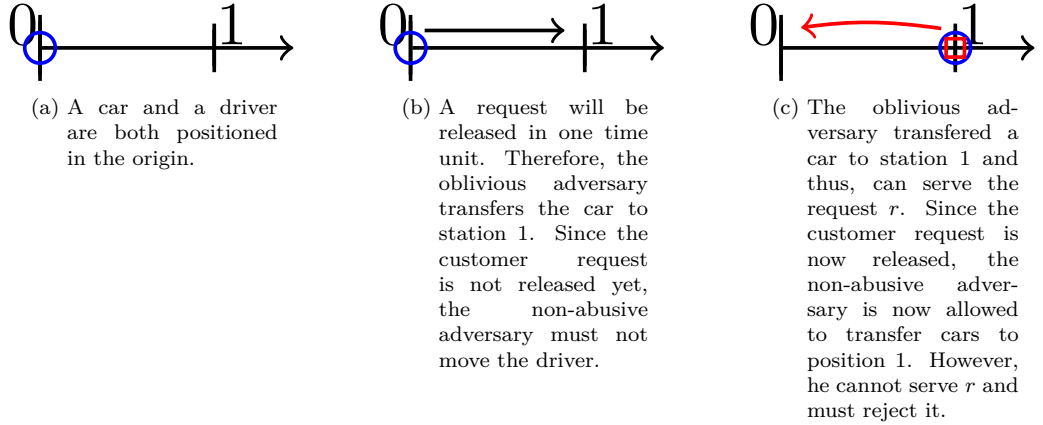 0 1
0 1
0 1
(a) A car and a driver
are both positioned
in the origin.
(b) A request will be
released in one time
unit. Therefore, the
oblivious adversary
transfers the car to
station 1. Since the
customer request
is not released yet,
the non-abusive
adversary must not
move the driver.
(c) The oblivious ad-
versary transfered a
car to station 1 and
thus, can serve the
request r. Since the
customer request is
now released, the
non-abusive adver-
sary is now allowed
to transfer cars to
position 1. However,
he cannot serve r and
must reject it.